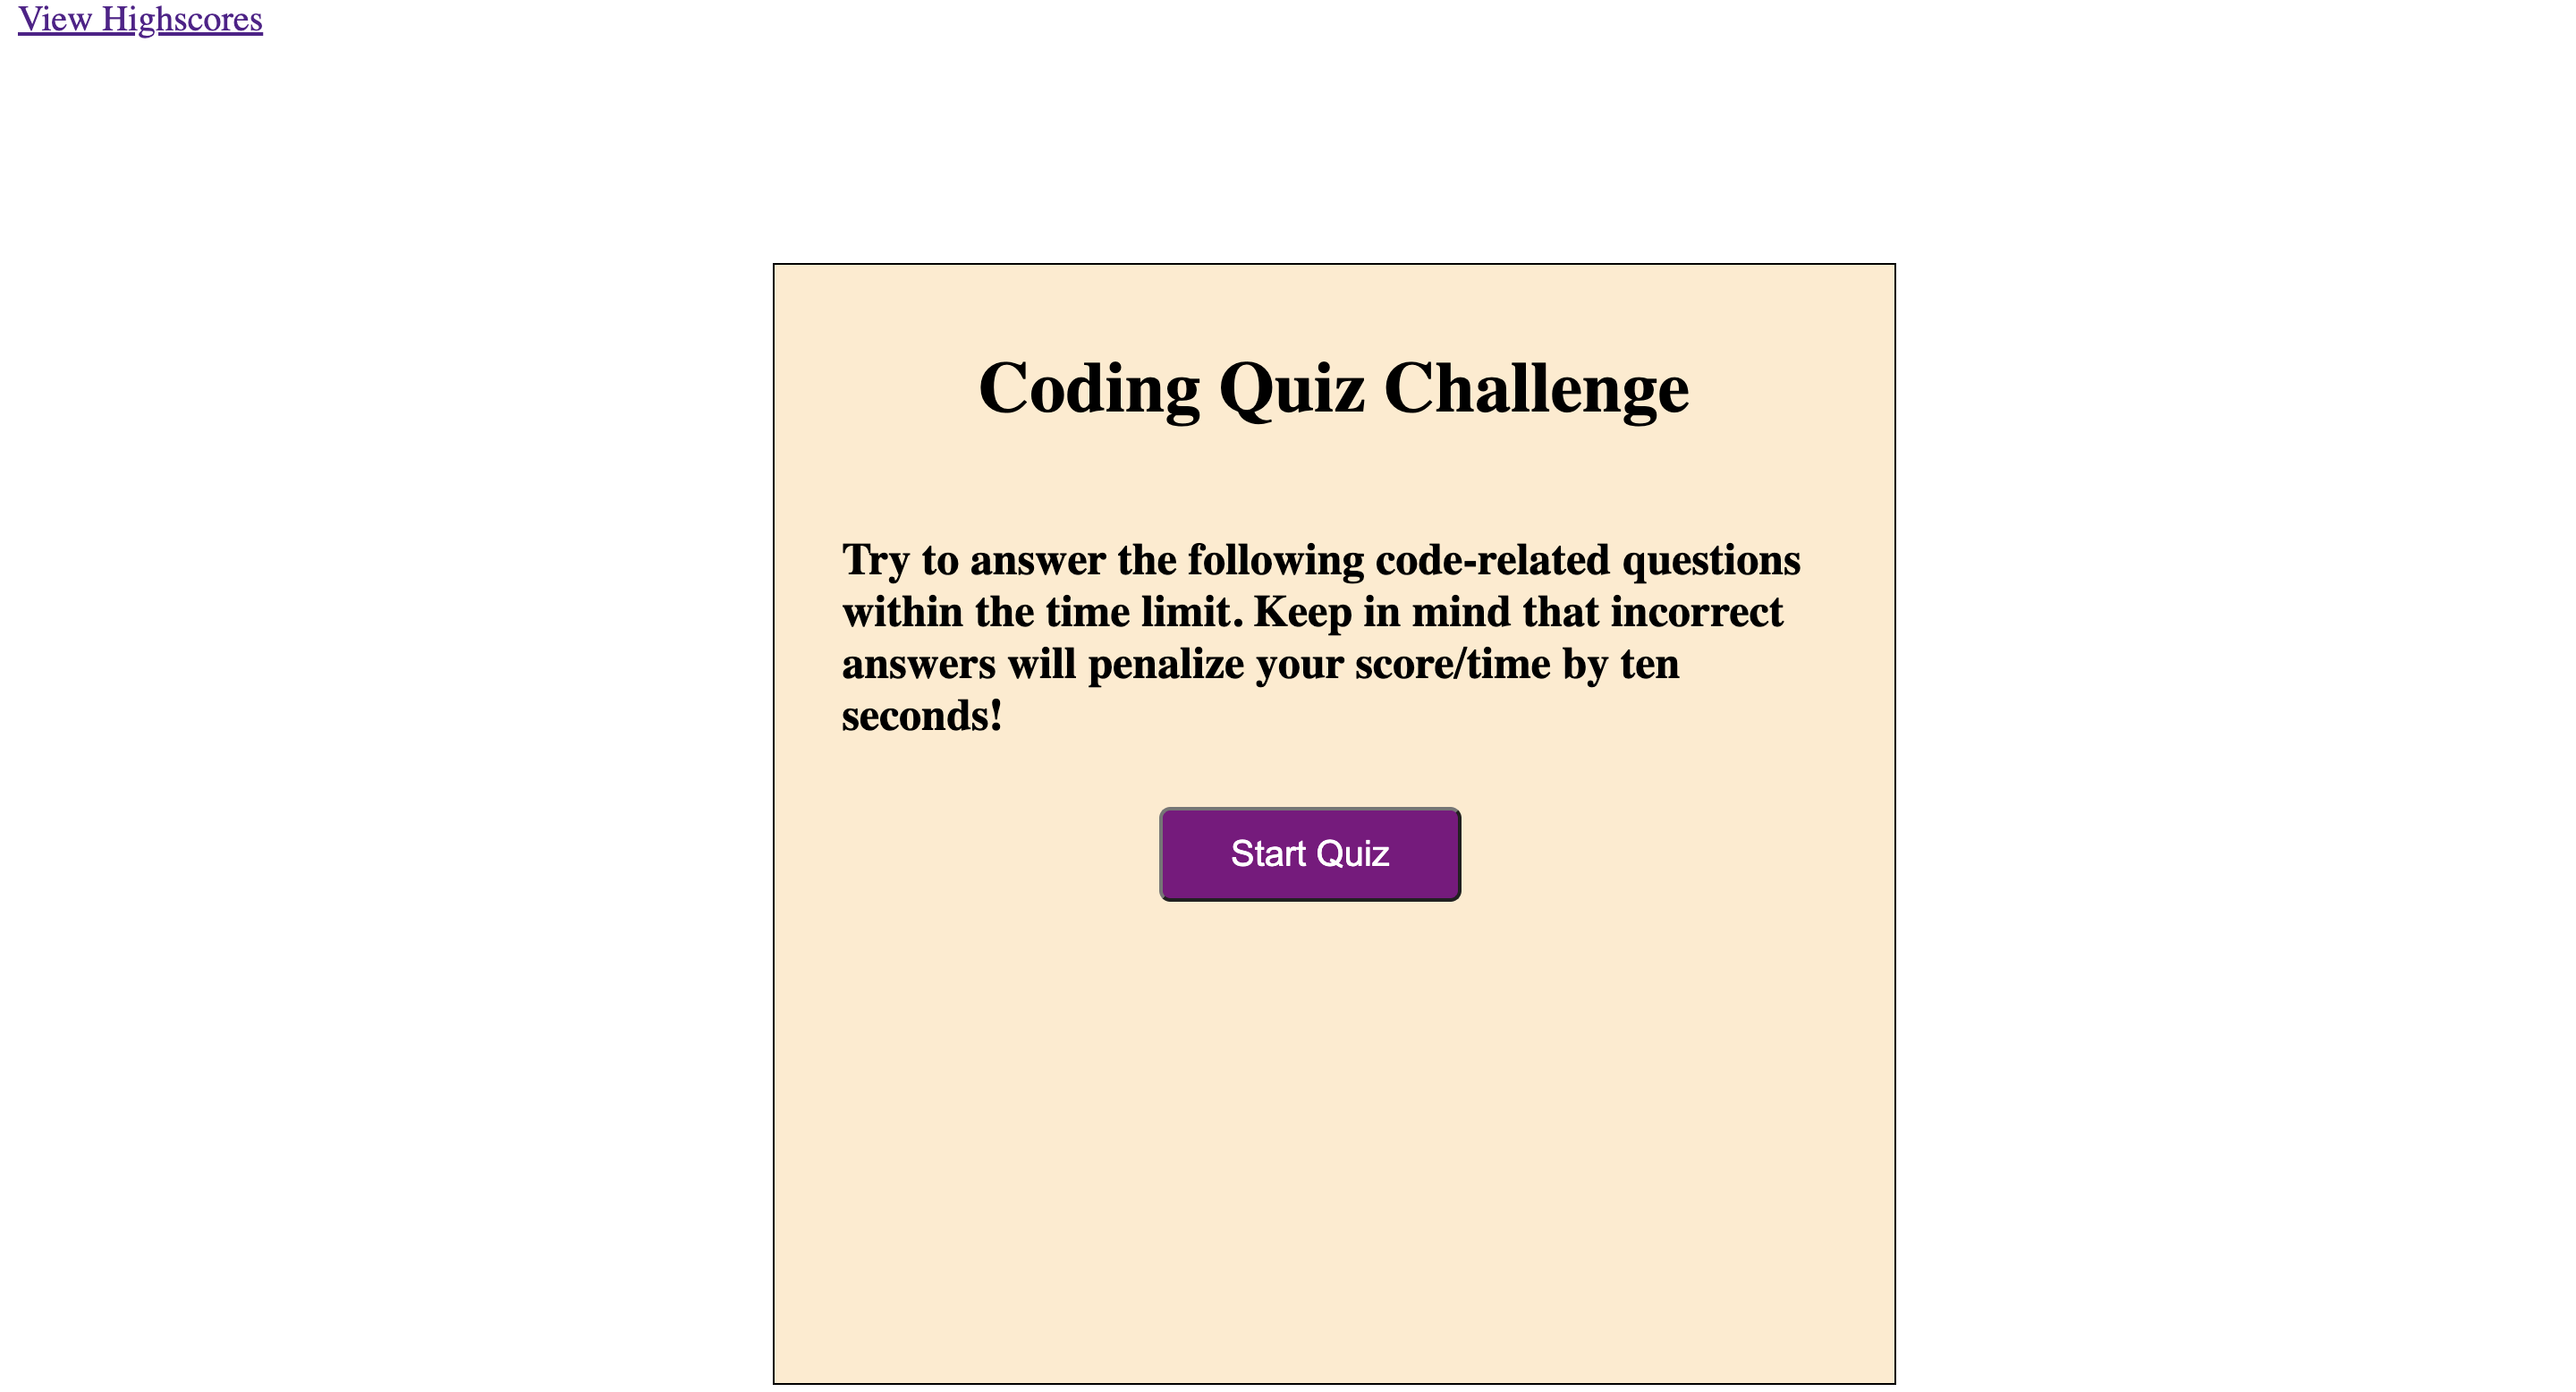 View Highscores
Coding Quiz Challenge
Try to answer the following code-related questions
within the time limit. Keep in mind that incorrect
answers will penalize your score/time by ten
seconds!
Start Quiz